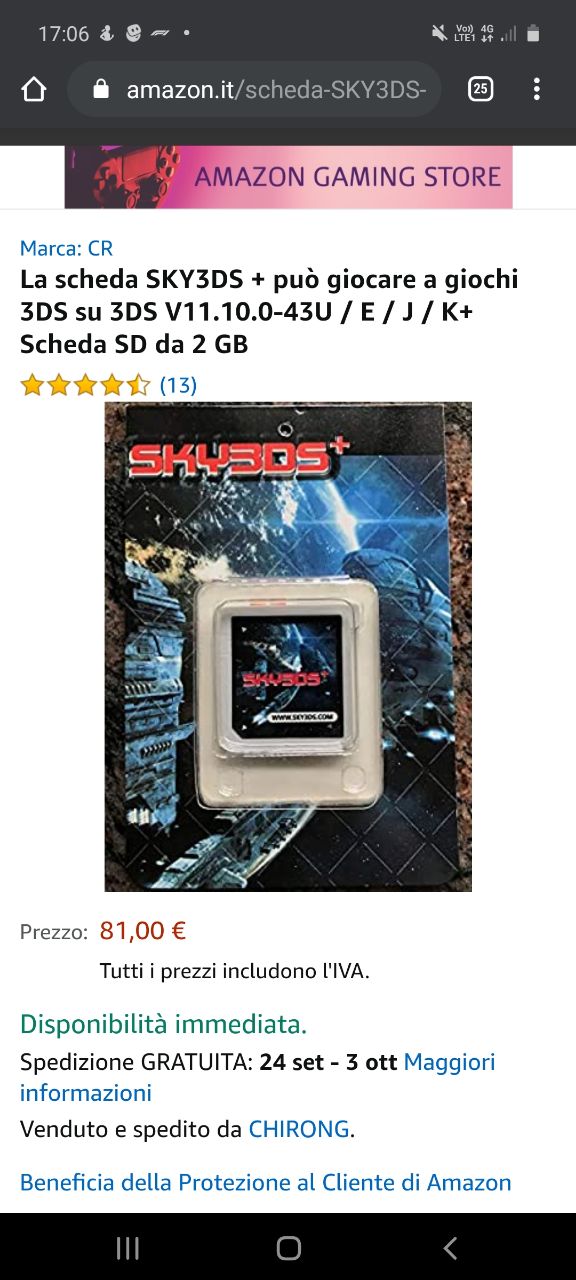 17:06
Vo)) 4G
LTE1
amazon.it/scheda-SKY3DS-
25
AMAZON GAMING STORE
Marca: CR
La scheda SKY3DS + può giocare a giochi
3DS su 3DS V11.10.0-43U / E / J / K+
Scheda SD da 2 GB
(13)
SKY3DS+
SKY3DS+
WWW.SKY3DS.COM
Prezzo: 81,00 €
Tutti i prezzi includono l'IVA.
Disponibilità immediata.
Spedizione GRATUITA: 24 set - 3 ott Maggiori
informazioni
Venduto e spedito da CHIRONG.
Beneficia della Protezione al Cliente di Amazon